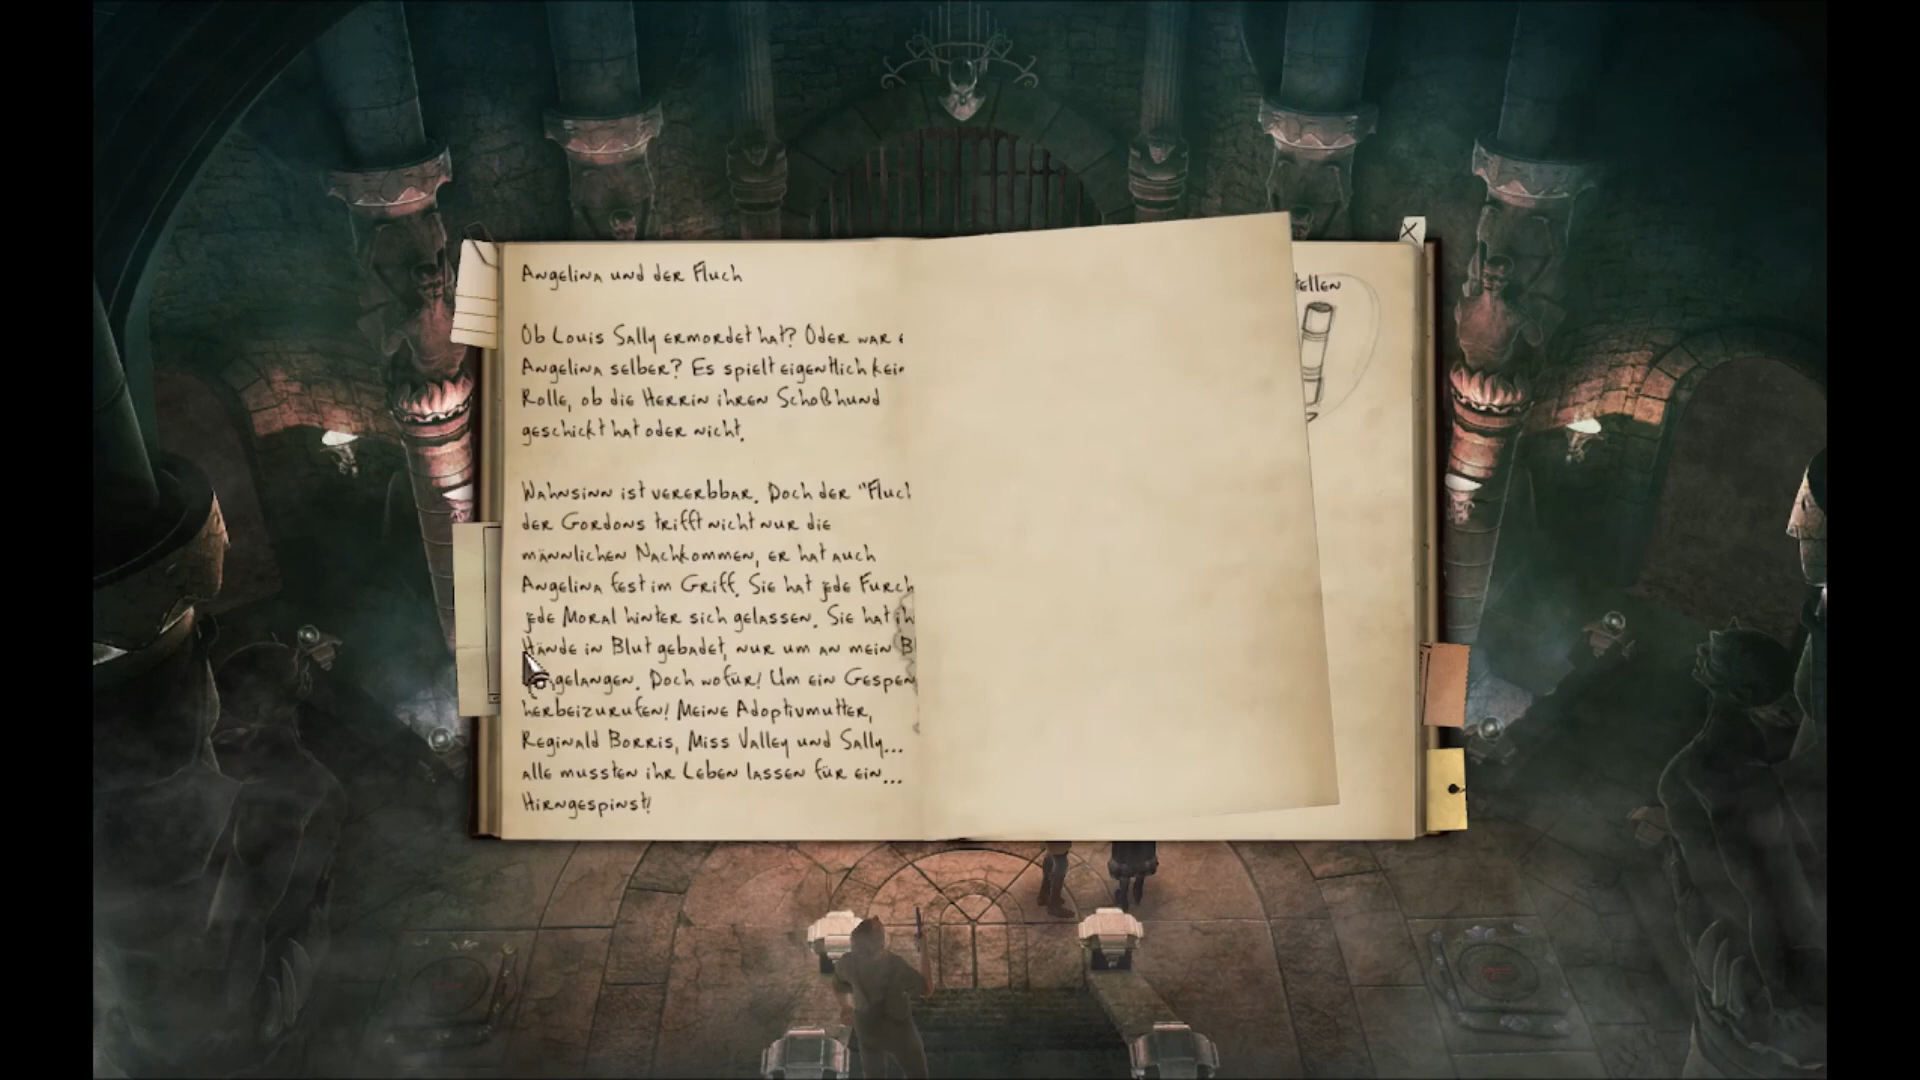 Angelina und der Fluch
Ob Louis Sally ermordet hat? Oder war
Angelina selber? Es spielt eigentlich kein
Rolle, ob die Herrin ihren Schoßhund
geschickt hat oder nicht.
Wahnsinn ist vererbbar. Doch der "Fluch
der Gordons trifft nicht nur die
männlichen Nachkommen, er hat auch
Angelina fest im Griff. Sie hat jede Furch
jede Moral hinter sich gelassen. Sie hat ih
Hände in Blut gebadet, nur um an mein B
gelangen. Doch wofür! Um ein Gespen
herbeizurufen! Meine Adoptivmutter,
Reginald Borris, Miss Valley und Sally...
alle mussten ihr Leben lassen für ein...
Hirngespinst!
tellen
X